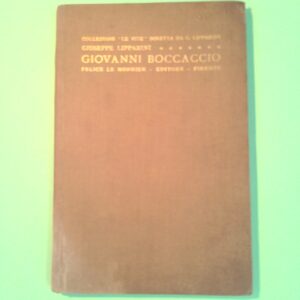 COLLEZIONE "LE VITE" DIRETTA DA G. LIPPARINI
GIUSEPPE LIPPARINI
GIOVANNI BOCCACCIO
FELICE LE MONNIER - EDITORE - FIRENZE